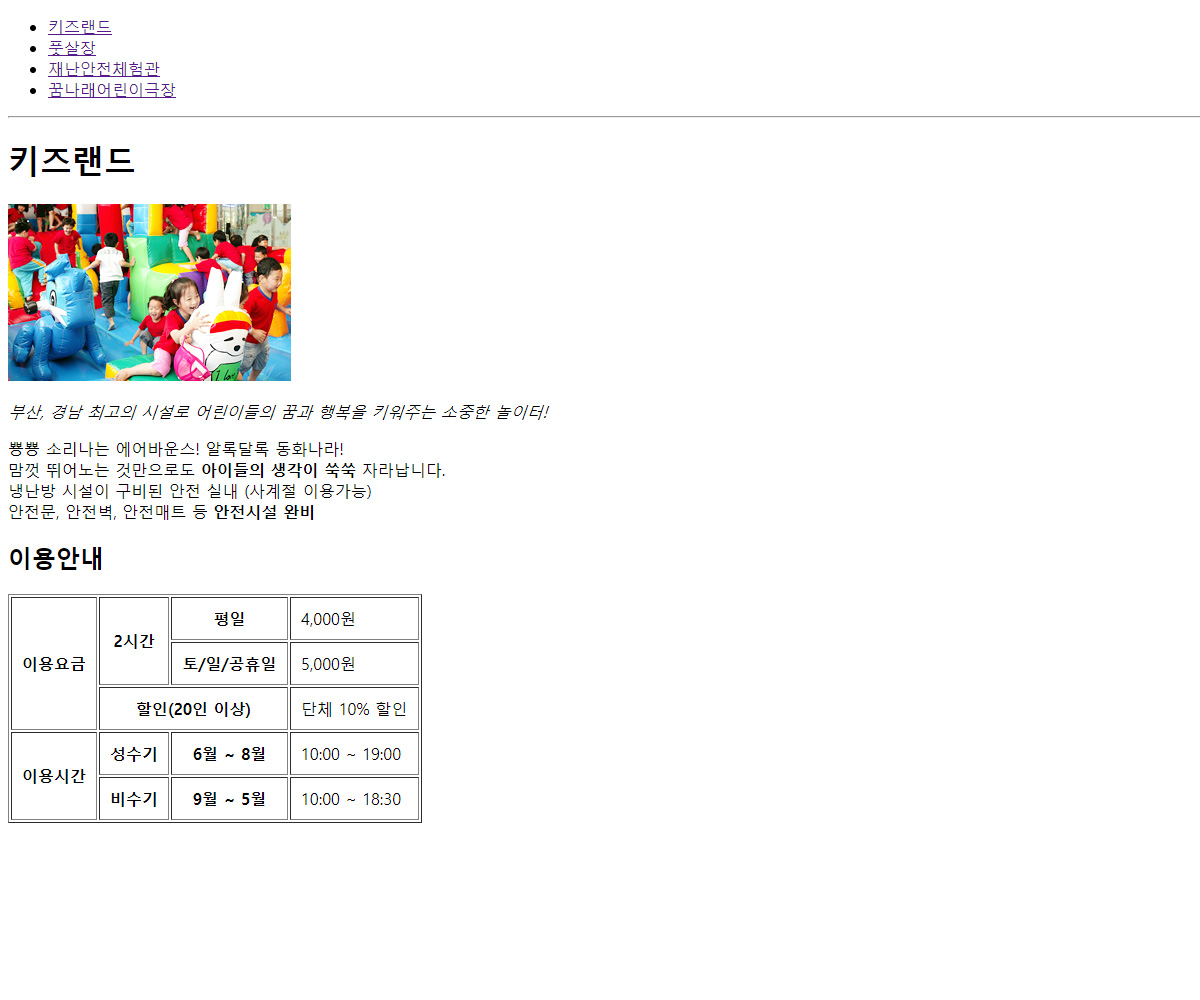 키즈랜드
풋살장
재난안전체험관
꿈나래어린이극장
키즈랜드
I love
부산, 경남 최고의 시설로 어린이들의 꿈과 행복을 키워주는 소중한 놀이터!
뿅뿅 소리나는 에어바운스! 알록달록 동화나라!
맘껏 뛰어노는 것만으로도 아이들의 생각이 쑥쑥 자라납니다.
냉난방 시설이 구비된 안전 실내 (사계절 이용가능)
안전문, 안전벽, 안전매트 등 안전시설 완비
이용안내
이용요금 2시간 평일 4,000원
토/일/공휴일 5,000원
할인(20인 이상) 단체 10% 할인
이용시간 성수기 6월 ~ 8월 10:00 ~ 19:00
비수기 9월 ~ 5월 10:00 ~ 18:30